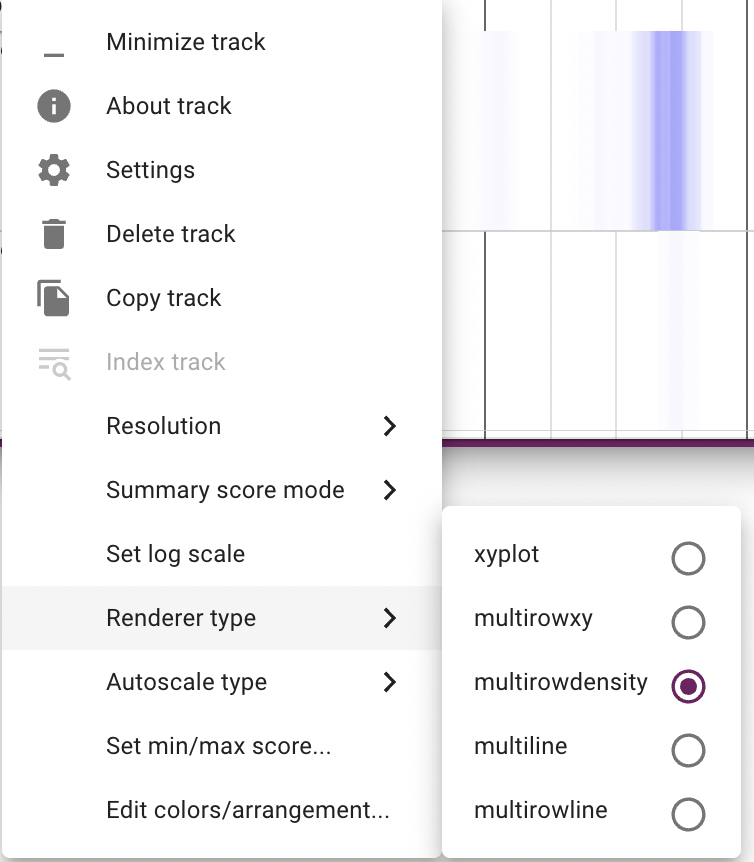 Minimize track
About track
Settings
Delete track
Copy track
Index track
Resolution
Summary score mode
Set log scale
Renderer type
Autoscale type
Set min/max score...
Edit colors/arrangement...
xyplot
multirowxy
multirowdensity
multiline
multirowline